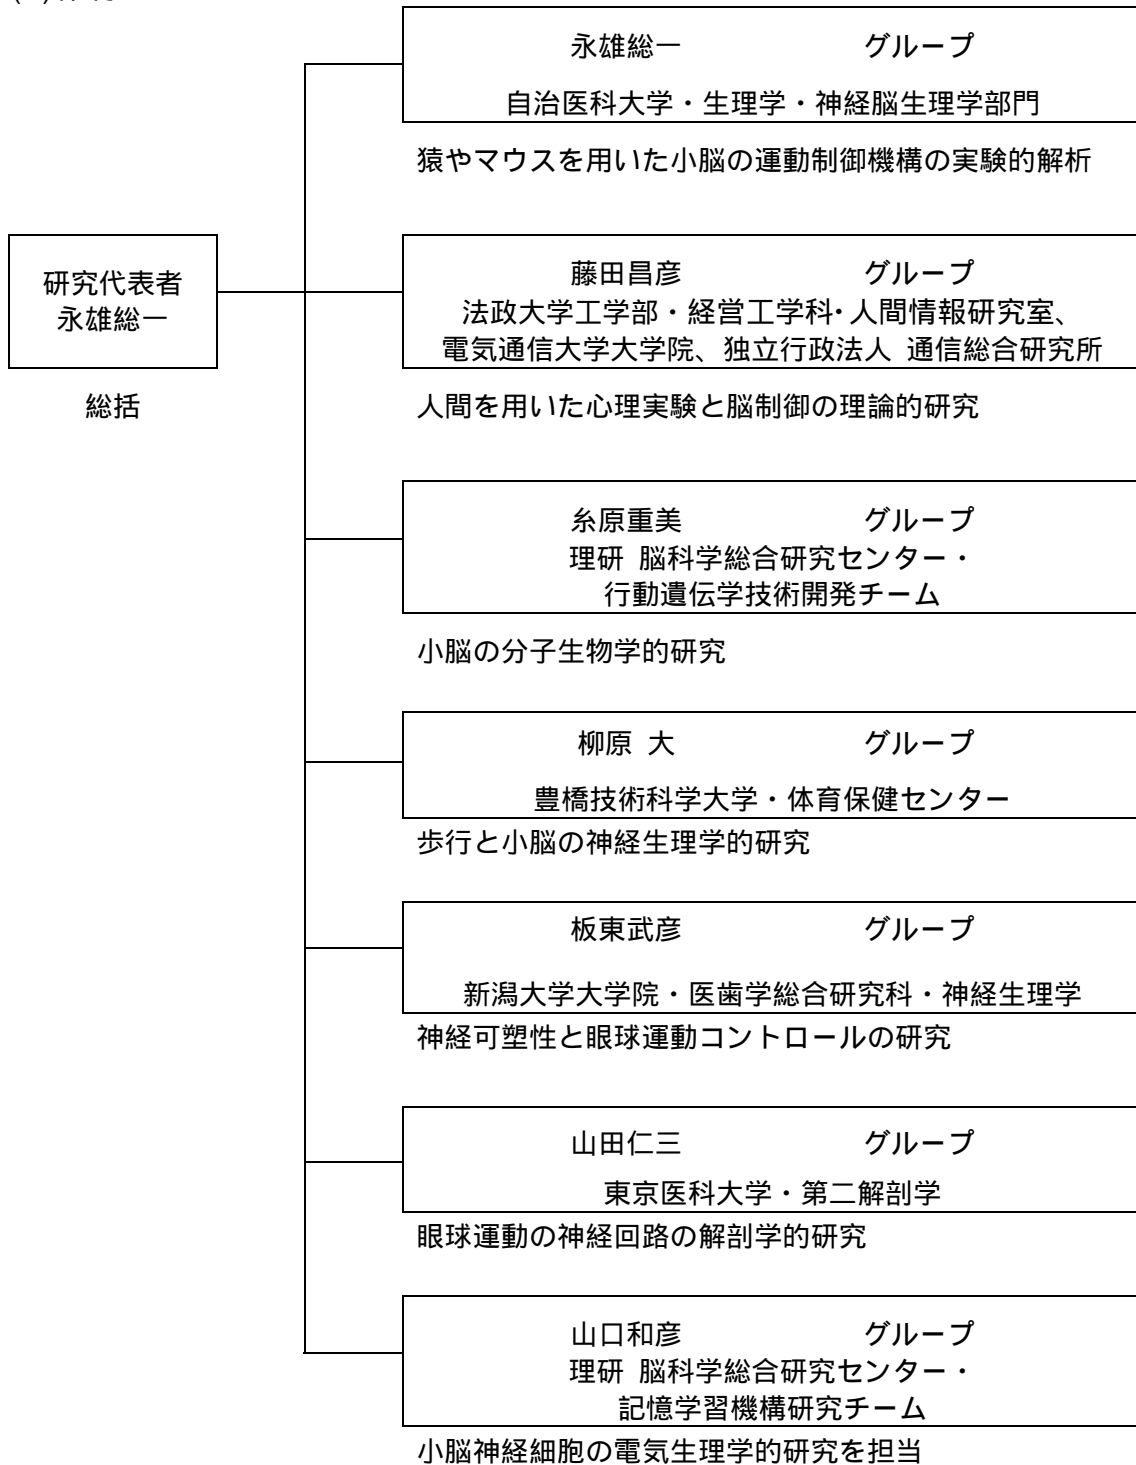 永雄総一 グループ
自治医科大学・生理学・神経脳生理学部門
猿やマウスを用いた小脳の運動制御機構の実験的解析
研究代表者
永雄総一
総括
藤田昌彦 グループ
法政大学工学部・経営工学科・人間情報研究室、
電気通信大学大学院、独立行政法人 通信総合研究所
人間を用いた心理実験と脳制御の理論的研究
糸原重美 グループ
理研 脳科学総合研究センター・
行動遺伝学技術開発チーム
小脳の分子生物学的研究
柳原 大 グループ
豊橋技術科学大学・体育保健センター
歩行と小脳の神経生理学的研究
板東武彦 グループ
新潟大学大学院・医歯学総合研究科・神経生理学
神経可塑性と眼球運動コントロールの研究
山田仁三 グループ
東京医科大学・第二解剖学
眼球運動の神経回路の解剖学的研究
山口和彦 グループ
理研 脳科学総合研究センター・
記憶学習機構研究チーム
小脳神経細胞の電気生理学的研究を担当